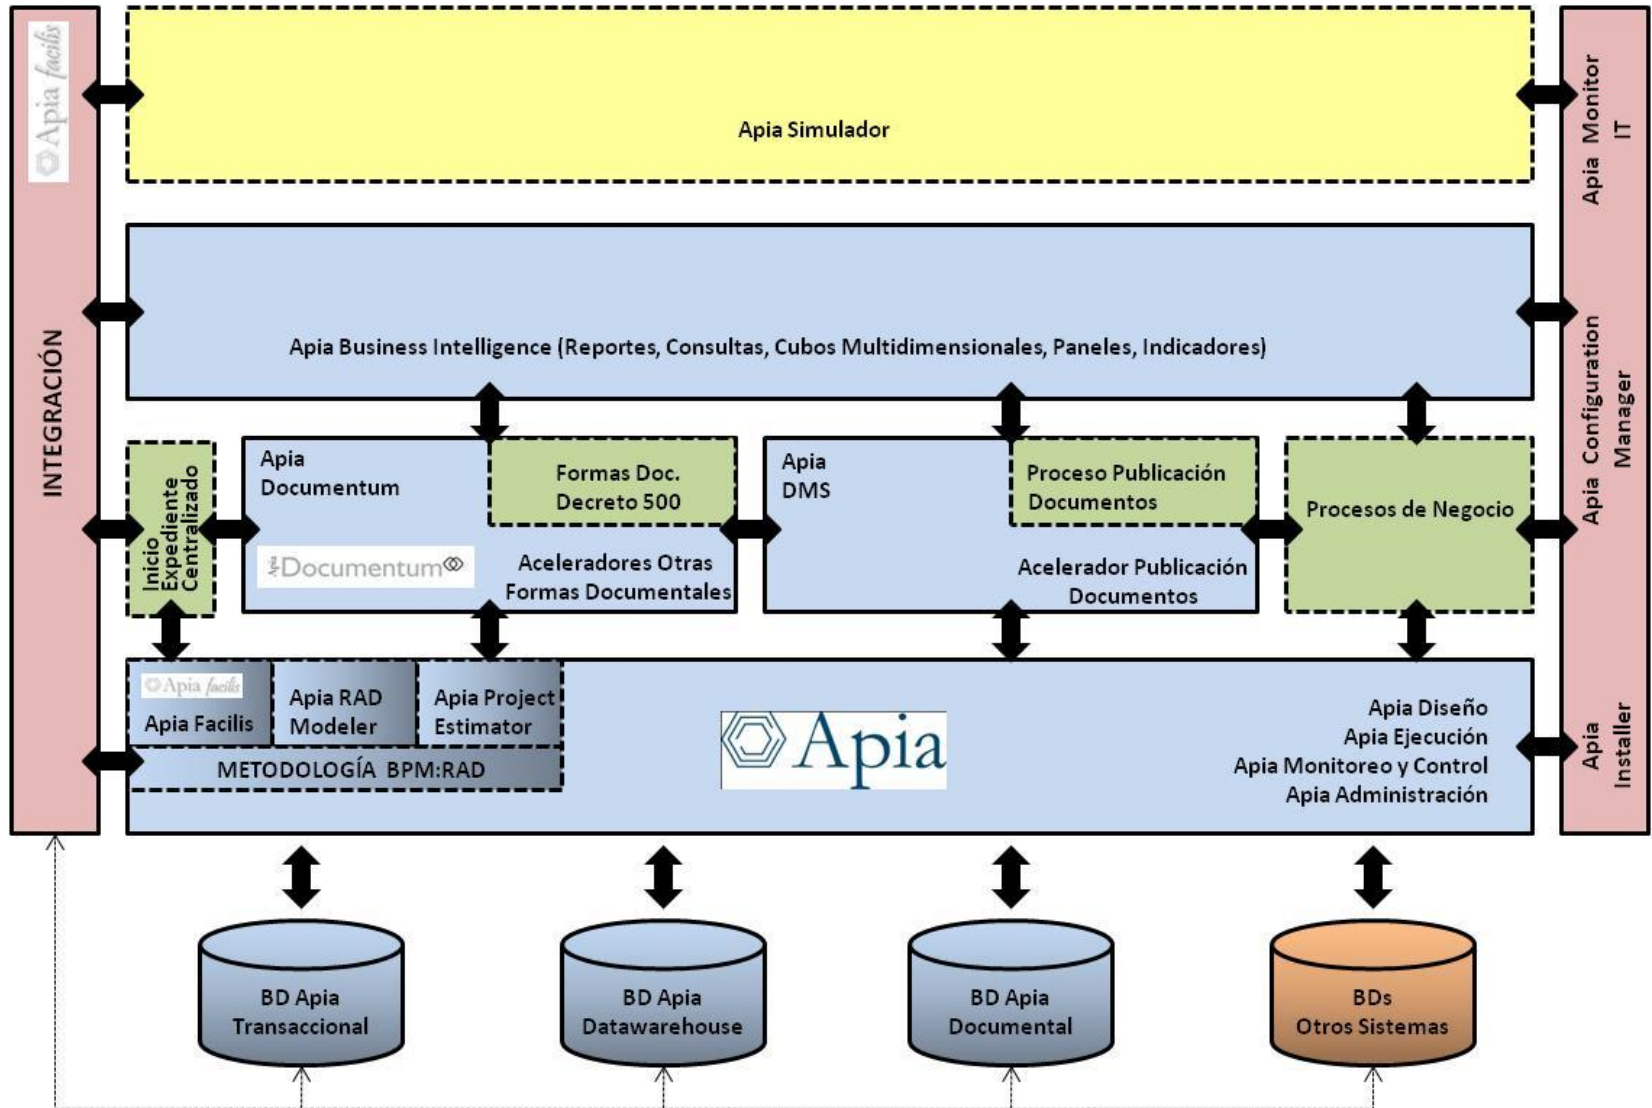 Apia facilis
INTEGRACIÓN
Apia Simulador
Apia Monitor
IT
Apia Business Intelligence (Reportes, Consultas, Cubos Multidimensionales, Paneles, Indicadores)
Apia Configuration
Manager
Inicio
Expediente
Centralizado
Apia
Documentum
Formas Doc.
Decreto 500
Apia Documentum
Aceleradores Otras
Formas Documentales
Apia
DMS
Proceso Publicación
Documentos
Acelerador Publicación
Documentos
Procesos de Negocio
Apia facilis
Apia Facilis
Apia RAD
Modeler
Apia Project
Estimator
METODOLOGÍA BPM:RAD
Apia
Apia Diseño
Apia Ejecución
Apia Monitoreo y Control
Apia Administración
Apia
Installer
BD Apia
Transaccional
BD Apia
Datawarehouse
BD Apia
Documental
BDs
Otros Sistemas